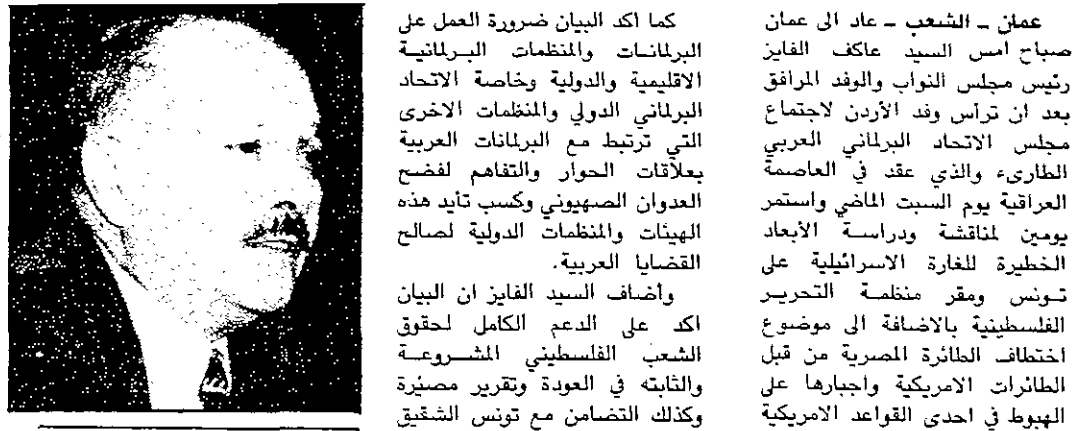 عمان ـ الشعب ـ عاد الى عمان
صباح امس السيد عاكف الفايز
رئيس مجلس النواب والوفد المرافق
بعد ان ترأس وفد الأردن لاجتماع
مجلس الاتحاد البرلماني العربي
الطارىء والذي عقد في العاصمة
العراقية يوم السبت الماضي واستمر
يومين لمناقشة ودراسة الأبعاد
الخطيرة للغارة الاسرائيلية على
تونس ومقر منظمة التحرير
الفلسطينية بالاضافة الى موضوع
اختطاف الطائرة المصرية من قبل
الطائرات الامريكية واجبارها على
الهبوط في احدى القواعد الامريكية
كما اكد البيان ضرورة العمل على
البرلمانات والمنظمات البرلمانية
الاقليمية والدولية وخاصة الاتحاد
البرلماني الدولي والمنظمات الاخرى
التي ترتبط مع البرلمانات العربية
بعلاقات الحوار والتفاهم لفضح
العدوان الصهيوني وكسب تأيد هذه
الهيئات والمنظمات الدولية لصالح
القضايا العربية.
وأضاف السيد الفايز ان البيان
اكد على الدعم الكامل لحقوق
الشعب الفلسطيني المشروعة
والثابته في العودة وتقرير مصيرة
وكذلك التضامن مع تونس الشقيق